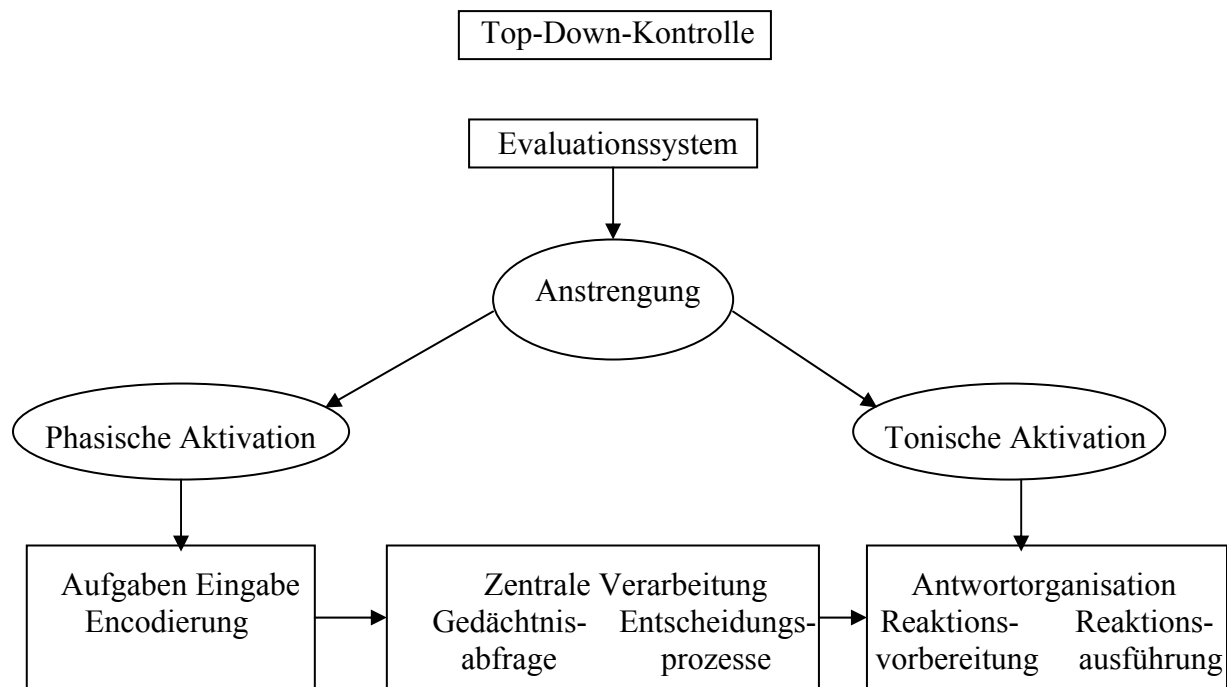 Top-Down-Kontrolle
Evaluationssystem
Anstrengung
Phasische Aktivation
Tonische Aktivation
Aufgaben Eingabe
Encodierung
Zentrale Verarbeitung
Gedächtnis- Entscheidungs-
abfrage prozesse
Antwortorganisation
Reaktions- Reaktions-
vorbereitung ausführung